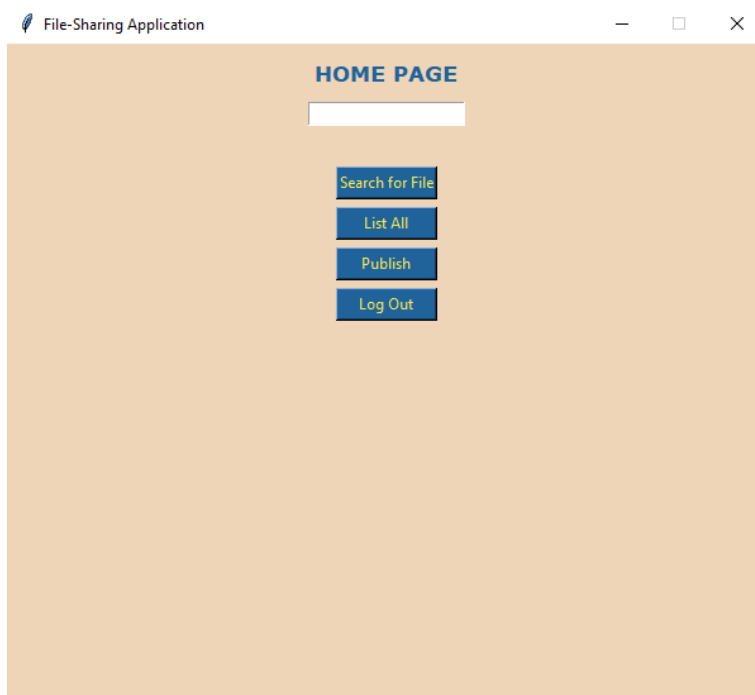 File-Sharing Application
HOME PAGE
Search for File
List All
Publish
Log Out